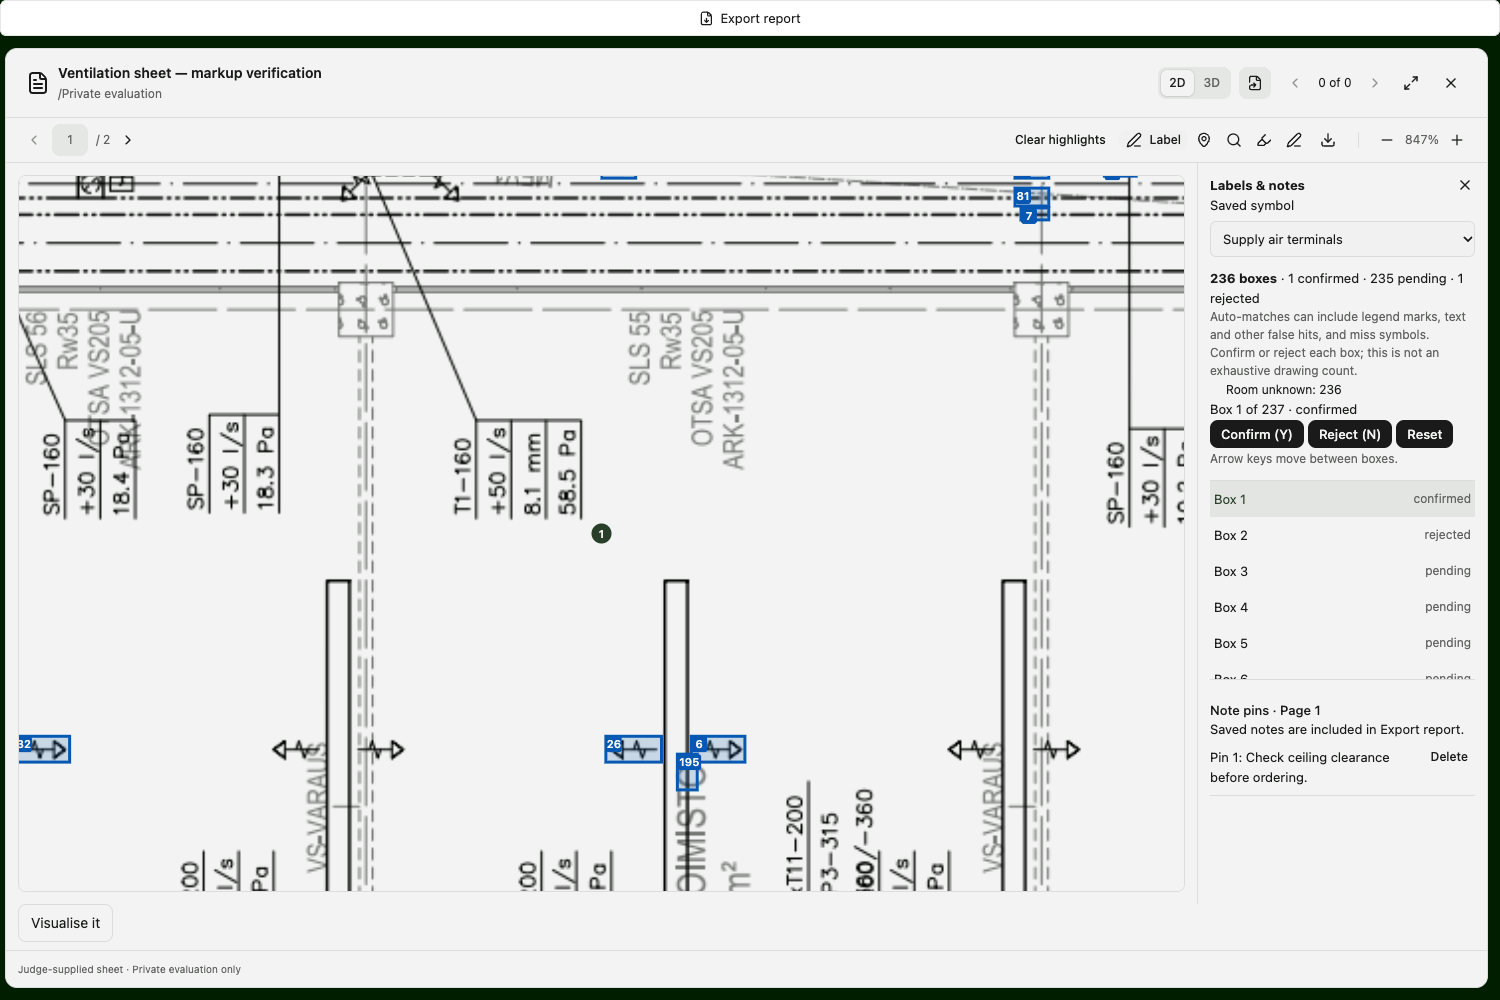 Export report
Ventilation sheet — markup verification
/Private evaluation
2D
3D
0 of 0
1
/ 2
Clear highlights
Label
847%
81
7
SLS 56
Rw35
OTSA VS205
ARK-1312-05-U
SLS 55
Rw35
OTSA VS205
ARK-1312-05-U
SP-160
+30 l/s
18.4 Pa
SP-160
+30 l/s
18.3 Pa
T1-160
+50 l/s
8.1 mm
58.5 Pa
SP-160
+30 l/s
1
32
26
6
195
VS-VARAUS
VS-VARAUS
m²
l/s
Pa
l/s
Pa
P3-315
l/s
Pa
Labels & notes
Saved symbol
Supply air terminals
236 boxes · 1 confirmed · 235 pending · 1
rejected
Auto-matches can include legend marks, text
and other false hits, and miss symbols.
Confirm or reject each box; this is not an
exhaustive drawing count.
Room unknown: 236
Box 1 of 237 · confirmed
Confirm (Y)
Reject (N)
Reset
Arrow keys move between boxes.
Box 1
confirmed
Box 2
rejected
Box 3
pending
Box 4
pending
Box 5
pending
Box 6
pending
Note pins · Page 1
Saved notes are included in Export report.
Pin 1: Check ceiling clearance
before ordering.
Delete
Visualise it
Judge-supplied sheet · Private evaluation only